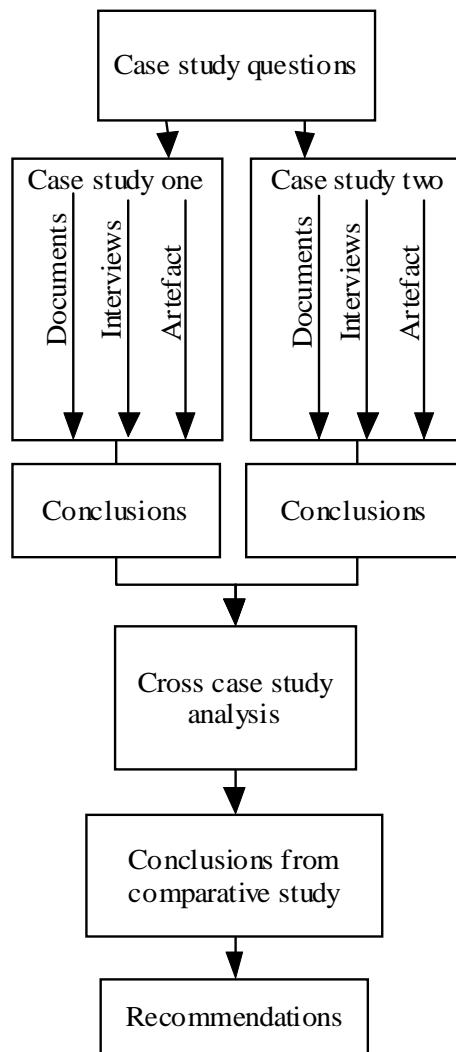 Case study questions
Case study one
Documents
Interviews
Artefact
Case study two
Documents
Interviews
Artefact
Conclusions
Conclusions
Cross case study
analysis
Conclusions from
comparative study
Recommendations